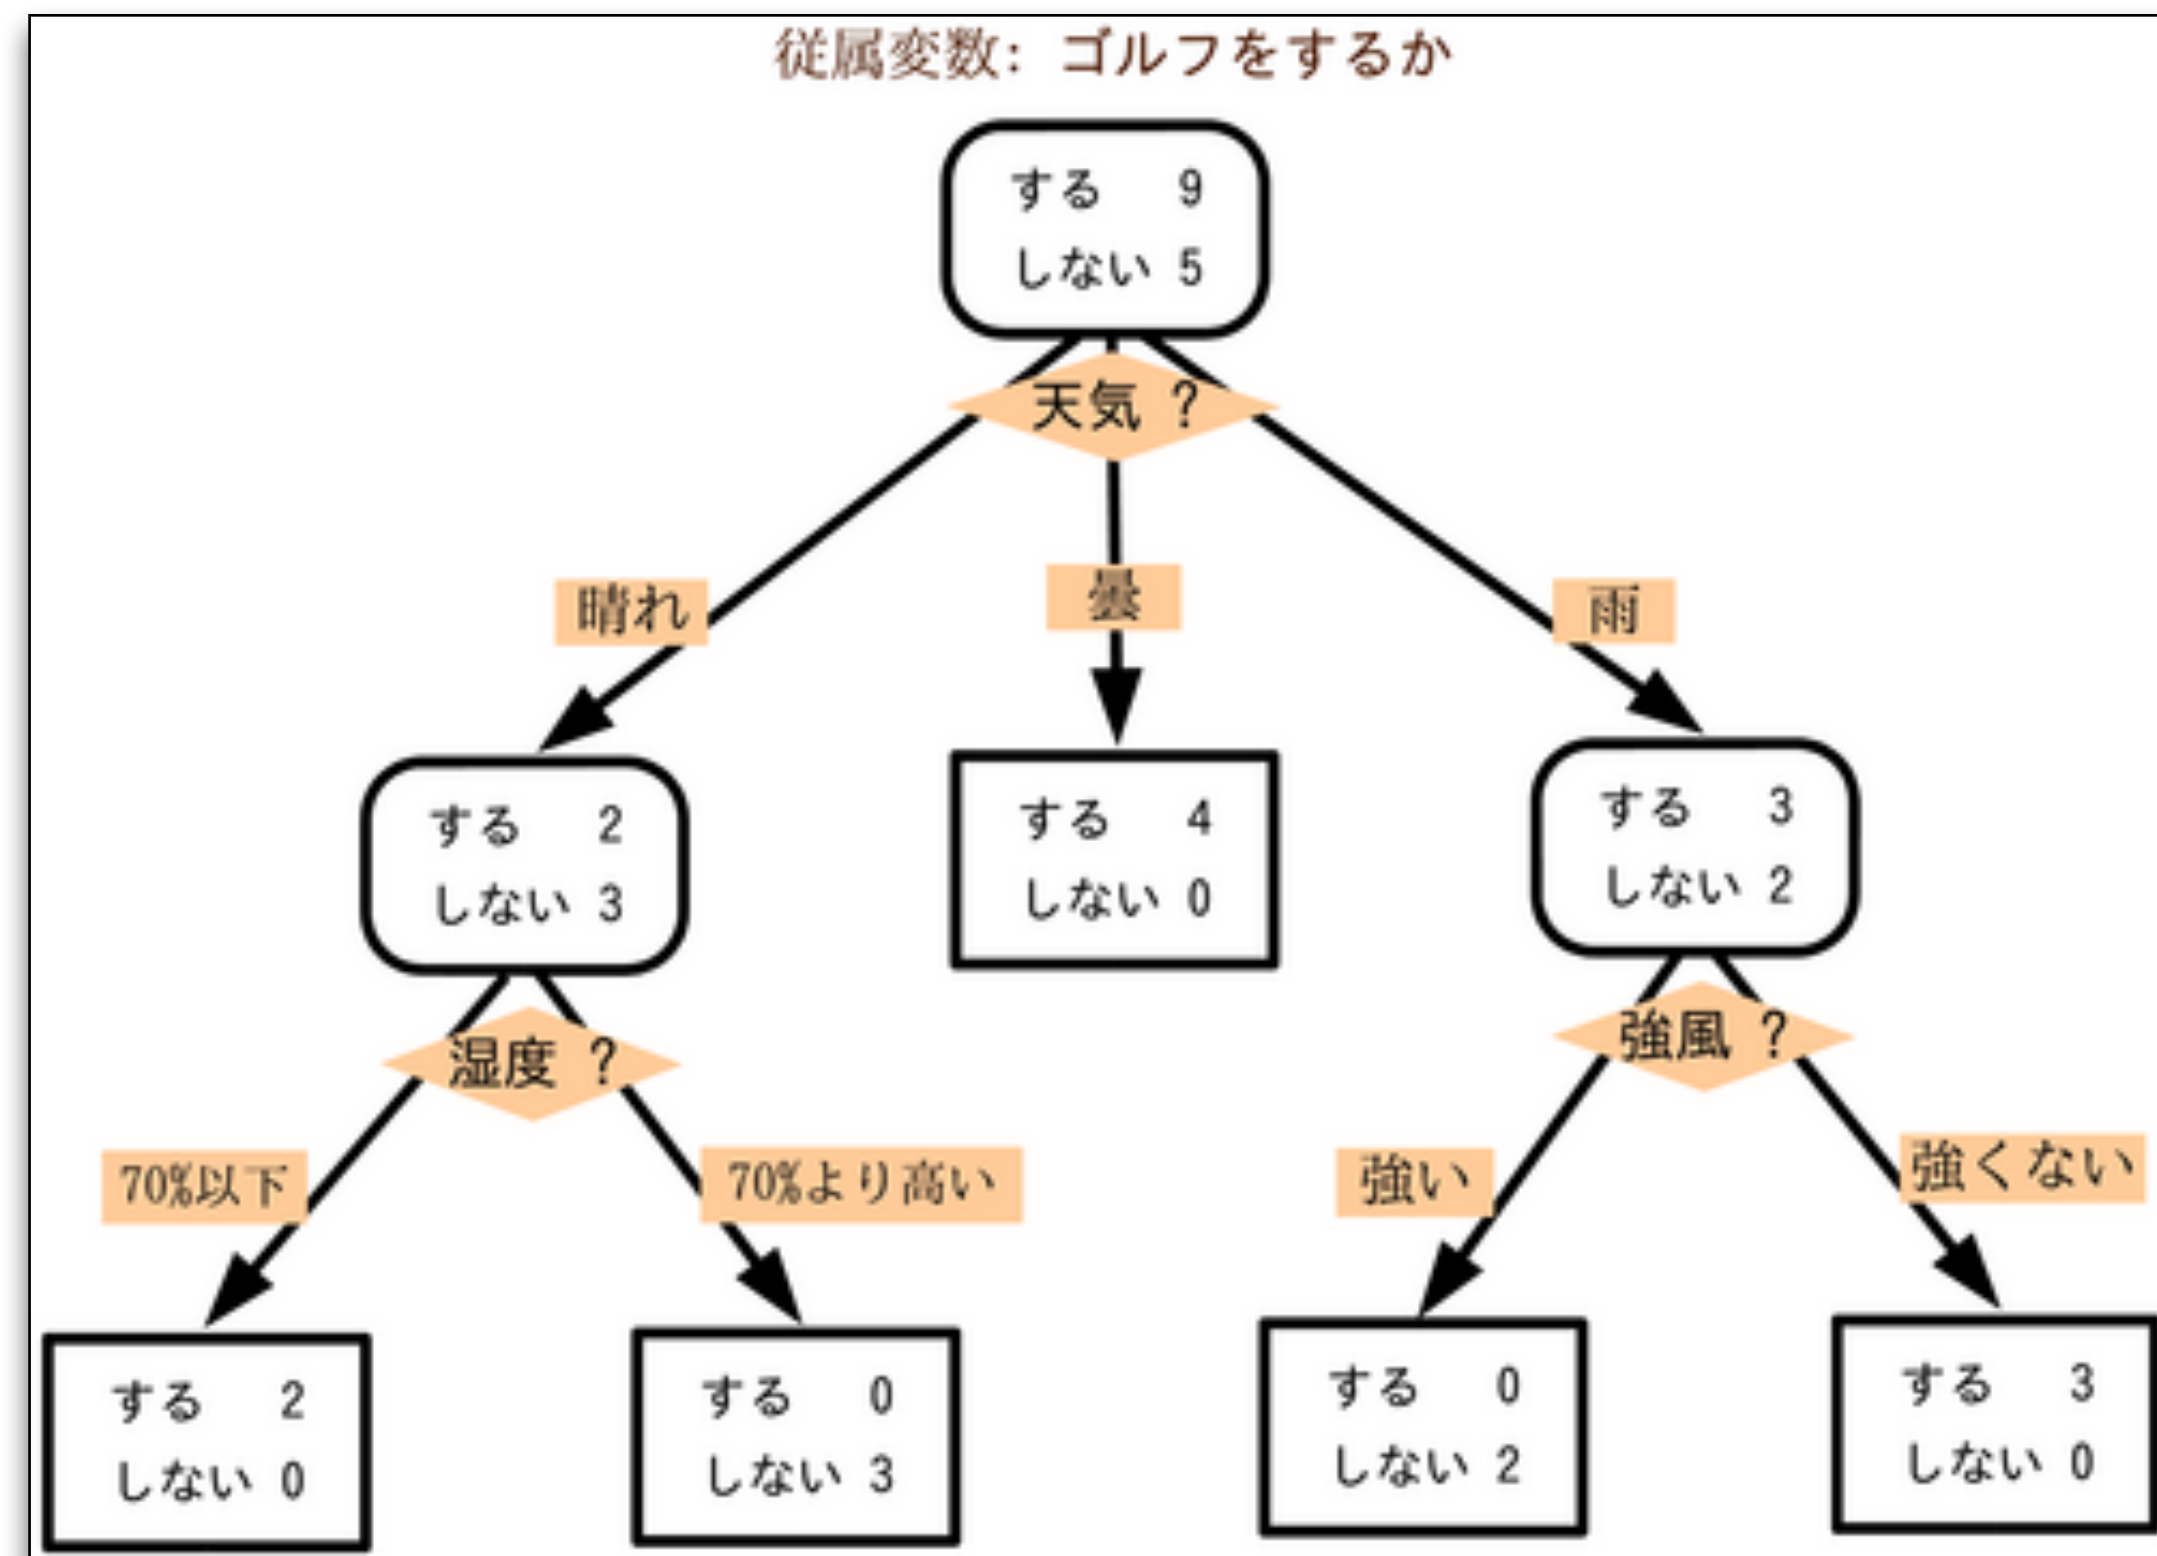 従属変数: ゴルフをするか
する 9
しない 5
天気 ?
晴れ
曇
雨
する 2
しない 3
する 4
しない 0
する 3
しない 2
湿度 ?
強風 ?
70%以下
70%より高い
強い
強くない
する 2
しない 0
する 0
しない 3
する 0
しない 2
する 3
しない 0